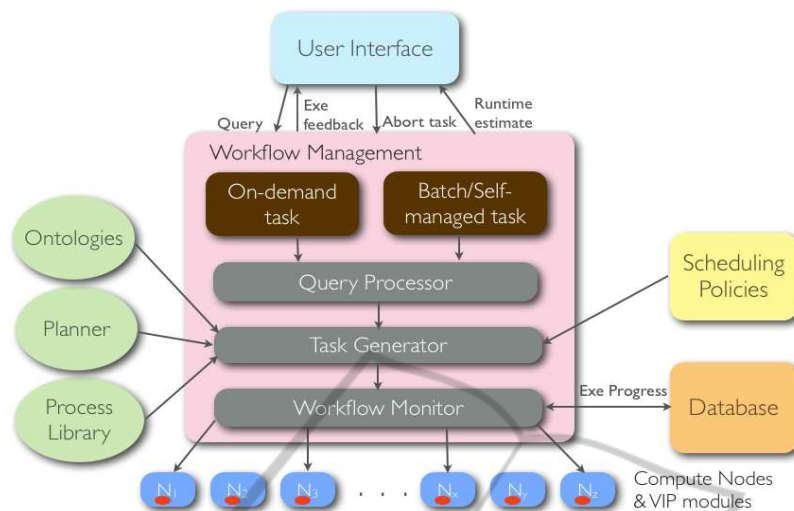 User Interface
Query
Exe
feedback
Abort task
Runtime
estimate
Workflow Management
On-demand
task
Batch/Self-
managed task
Ontologies
Query Processor
Scheduling
Policies
Planner
Task Generator
Process
Library
Workflow Monitor
Exe Progress
Database
N1 N2 N3 . . . Nx Ny Nz
Compute Nodes
& VIP modules